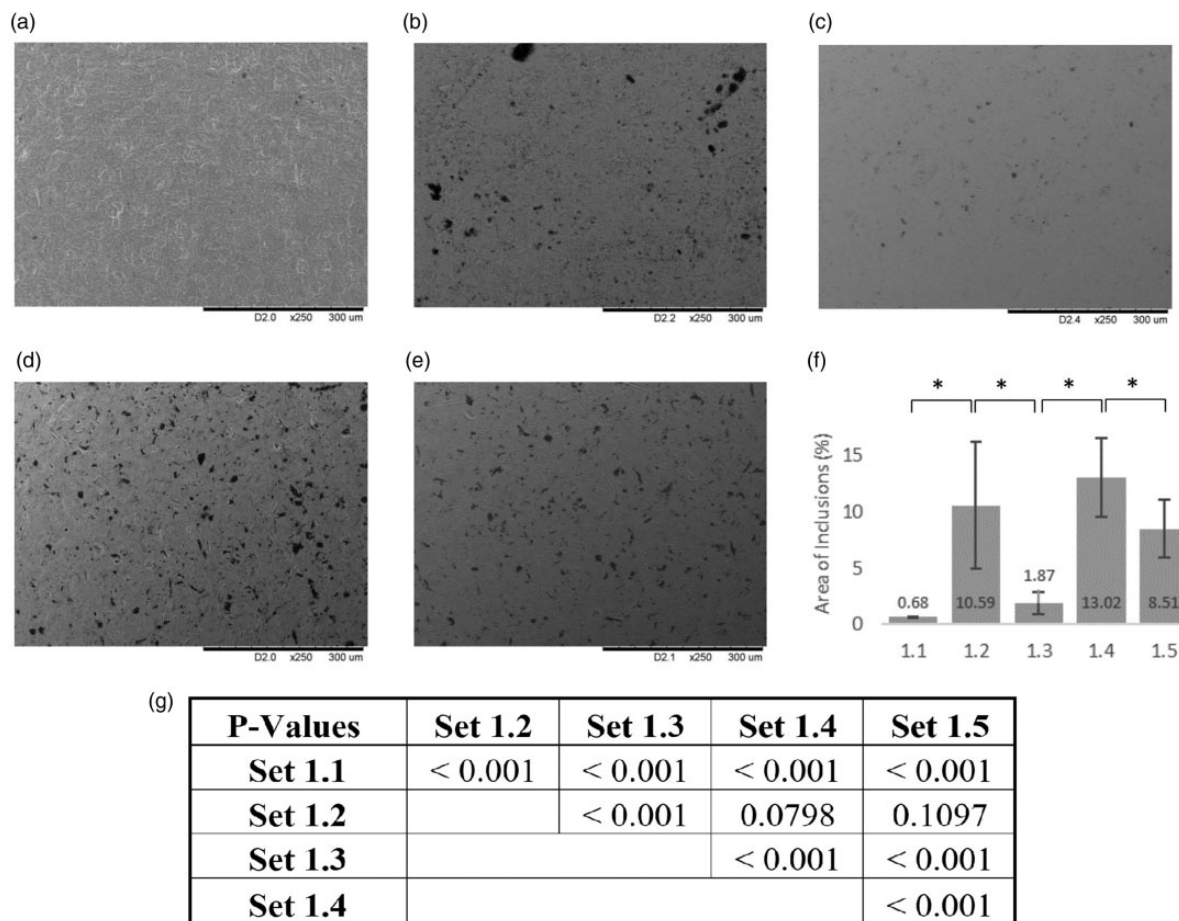 (a)
(b)
(c)
D2.0 x250 300 um
D2.2 x250 300 um
D2.4 x250 300 um
(d)
(e)
(f)
D2.0 x250 300 um
D2.1 x250 300 um
* * * *
Area of Inclusions (%)
15
10
5
0
0.68
10.59
1.87
13.02
8.51
1.1 1.2 1.3 1.4 1.5
(g)
P-Values Set 1.2 Set 1.3 Set 1.4 Set 1.5
Set 1.1 < 0.001 < 0.001 < 0.001 < 0.001
Set 1.2 < 0.001 0.0798 0.1097
Set 1.3 < 0.001 < 0.001
Set 1.4 < 0.001